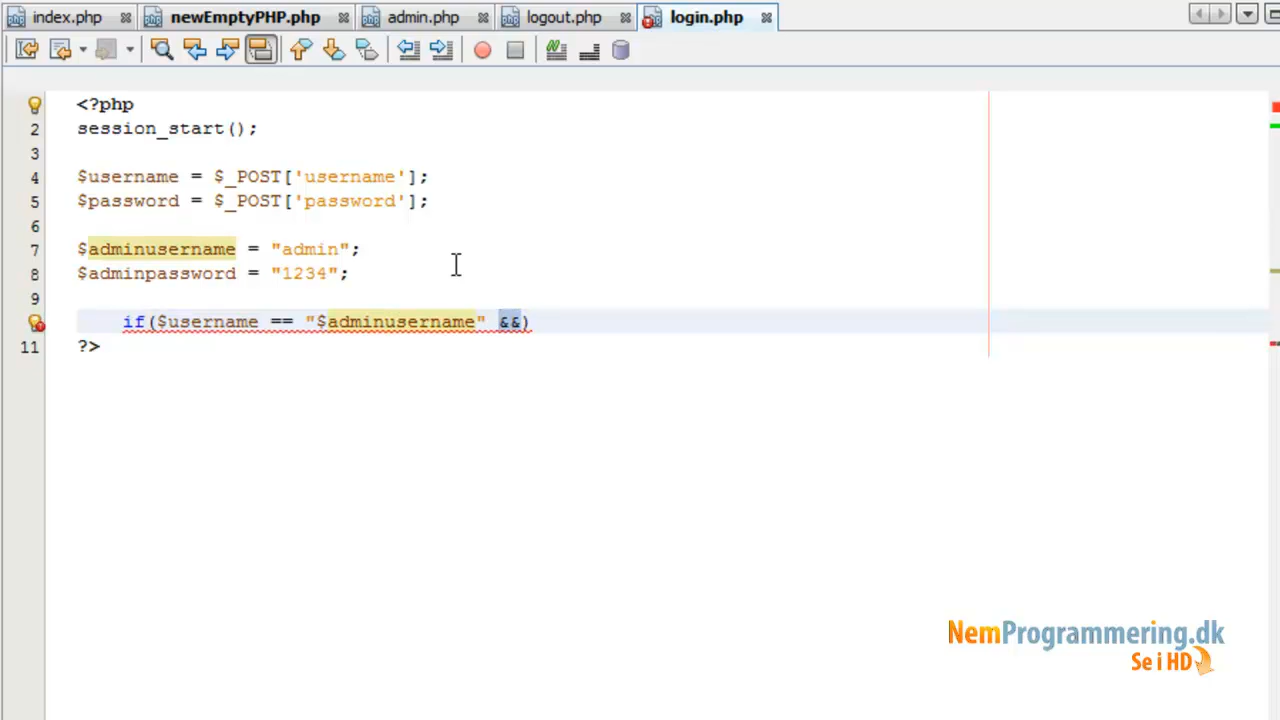 index.php newEmptyPHP.php admin.php logout.php login.php
<?php
2 session_start();
3
4 $username = $_POST['username'];
5 $password = $_POST['password'];
6
7 $adminusername = "admin";
8 $adminpassword = "1234";
9
if($username == "$adminusername" &&)
11 ?>
NemProgrammering.dk
Se i HD